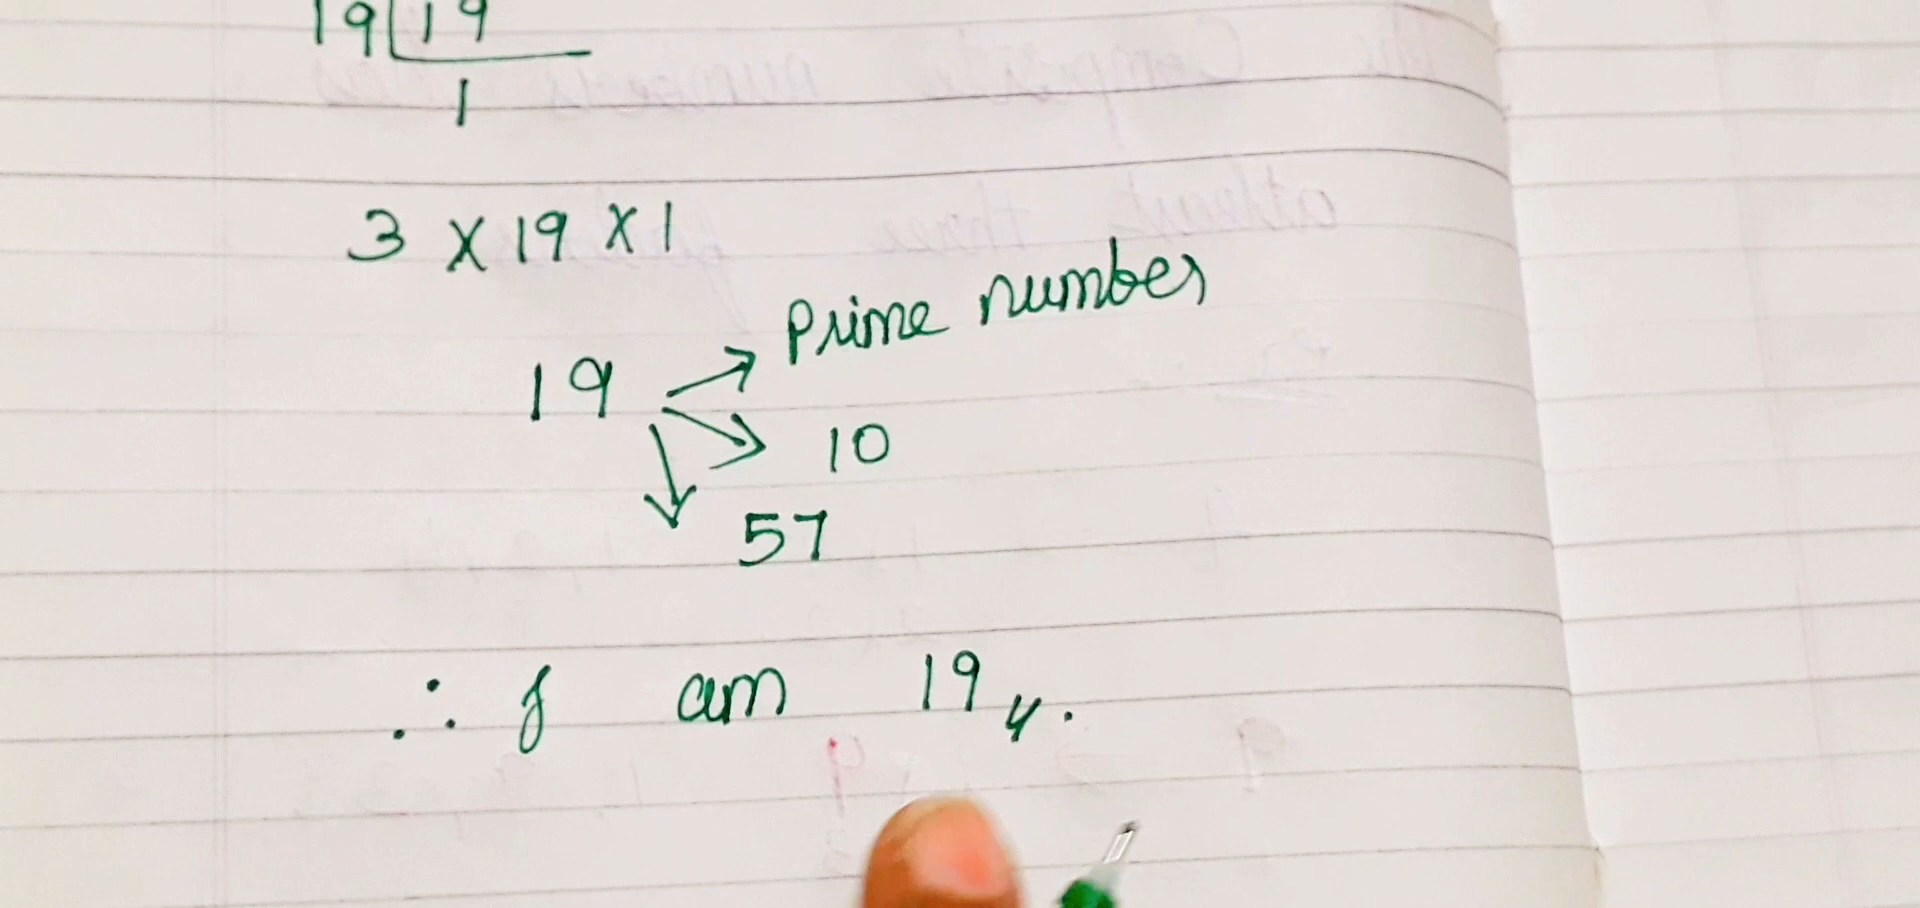 19 | 19
1
3 X 19 X 1
19 → Prime number
→ 10
→ 57
∴ I am 19